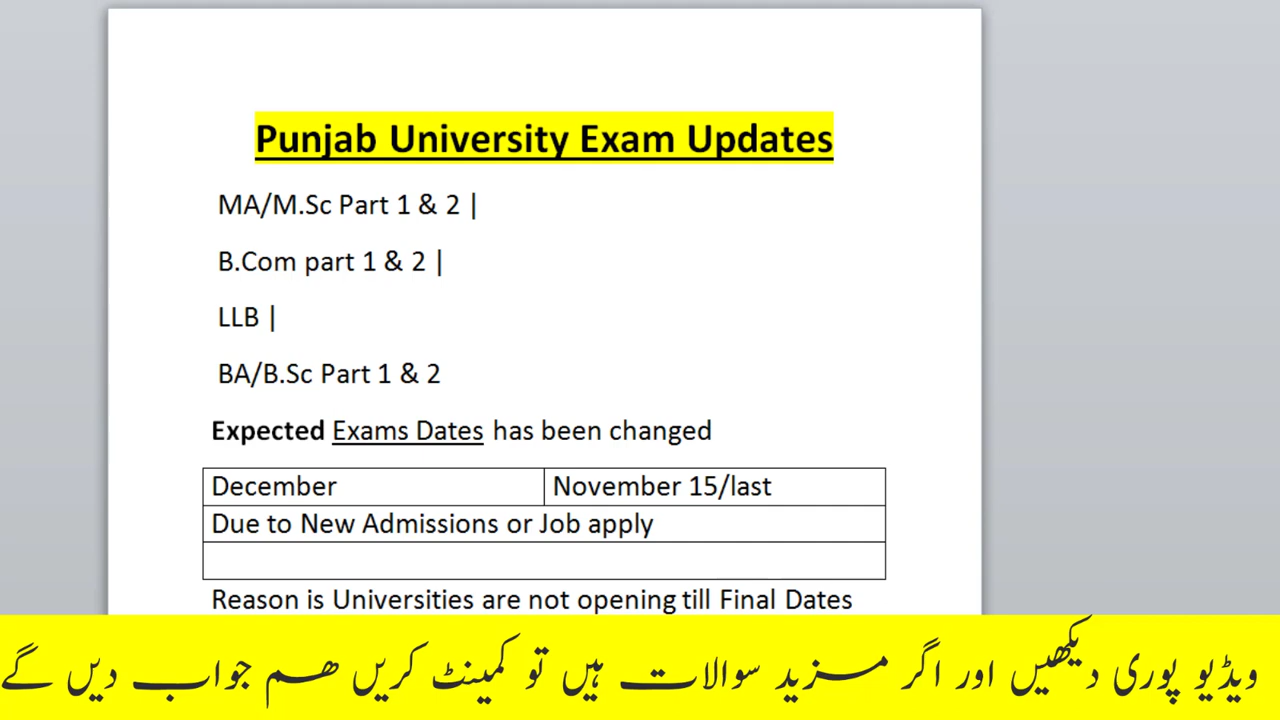 Punjab University Exam Updates
MA/M.Sc Part 1 & 2 |
B.Com part 1 & 2 |
LLB |
BA/B.Sc Part 1 & 2
Expected Exams Dates has been changed
December November 15/last
Due to New Admissions or Job apply
Reason is Universities are not opening till Final Dates
ویڈیو پوری دیکھیں اور اگر مزید سوالات ہیں تو کمینٹ کریں ھم جواب دیں گے